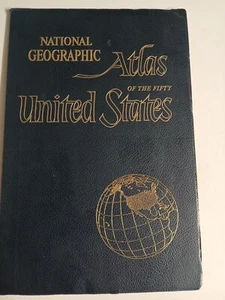 NATIONAL
GEOGRAPHIC Atlas
OF THE FIFTY
United States